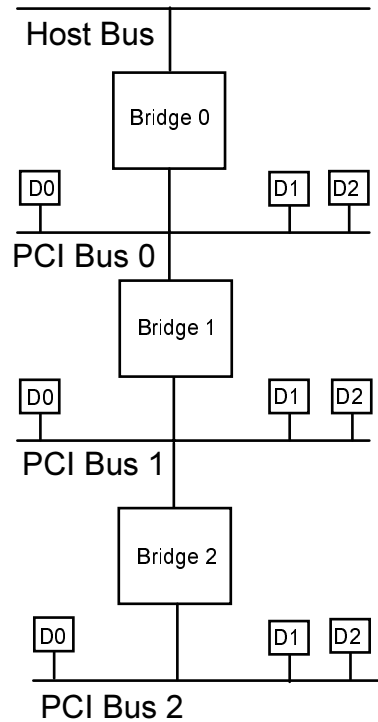 Host Bus
Bridge 0
D0 D1 D2
PCI Bus 0
Bridge 1
D0 D1 D2
PCI Bus 1
Bridge 2
D0 D1 D2
PCI Bus 2